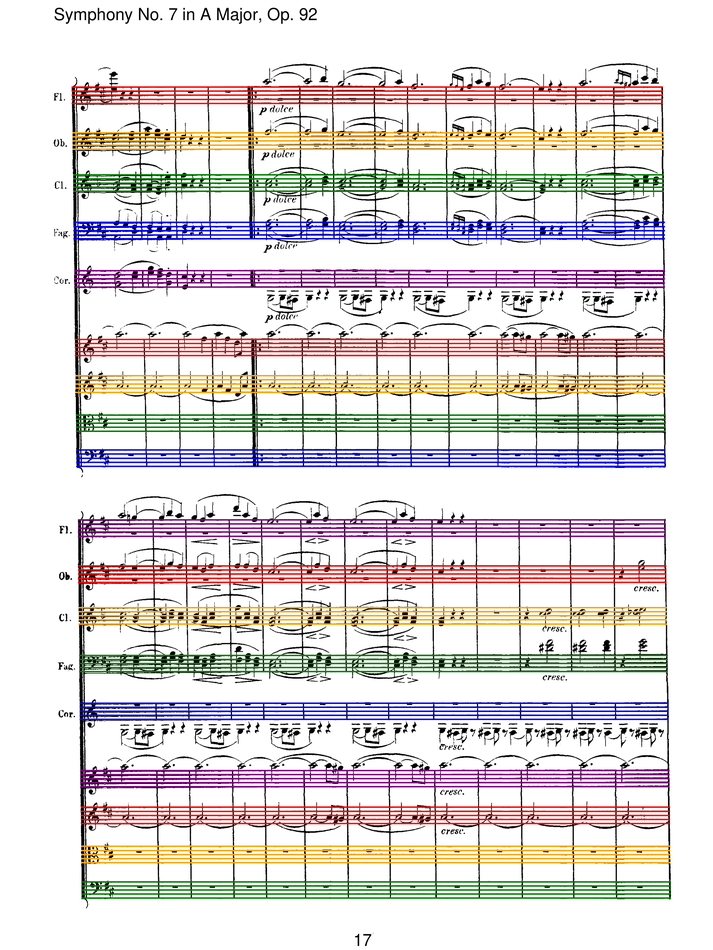 Symphony No. 7 in A Major, Op. 92
Fl.
p dolce
Ob.
p dolce
Cl.
p dolce
Fag.
p dolce
Cor.
p dolce
Fl.
Ob.
cresc.
Cl.
cresc.
Fag.
cresc.
Cor.
cresc.
cresc.
cresc.
17